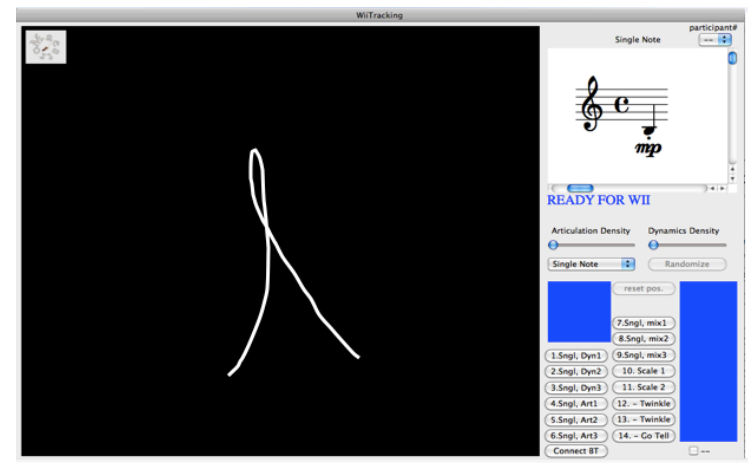 WiiTracking
participant#
Single Note
--
mp
READY FOR WII
Articulation Density
Dynamics Density
Single Note
Randomize
reset pos.
7.Sngl, mix1
8.Sngl, mix2
1.Sngl, Dyn1
9.Sngl, mix3
2.Sngl, Dyn2
10. Scale 1
3.Sngl, Dyn3
11. Scale 2
4.Sngl, Art1
12. - Twinkle
5.Sngl, Art2
13. - Twinkle
6.Sngl, Art3
14. - Go Tell
Connect BT
--